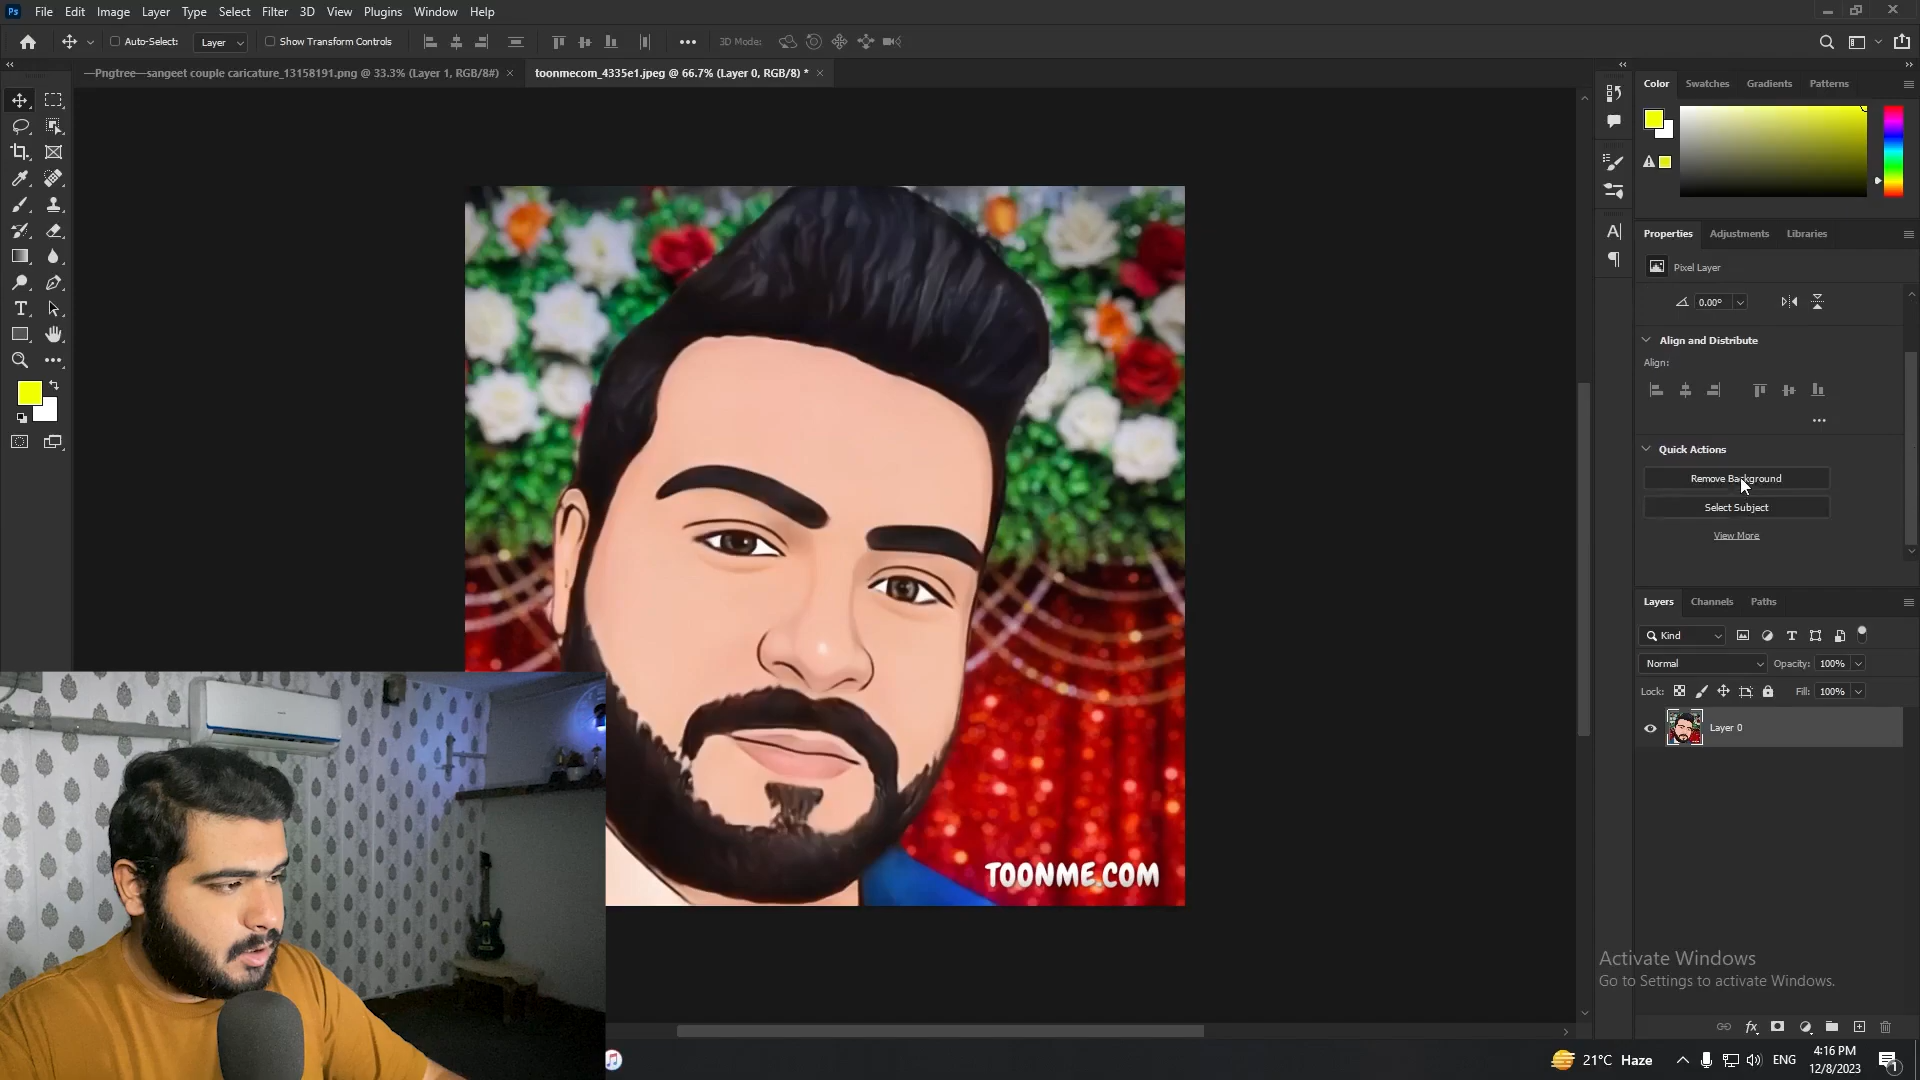 Ps File Edit Image Layer Type Select Filter 3D View Plugins Window Help
Auto-Select: Layer Show Transform Controls 3D Mode:
—Pngtree—sangeet couple caricature_13158191.png @ 33.3% (Layer 1, RGB/8#) × toonmecom_4335e1.jpeg @ 66.7% (Layer 0, RGB/8) * ×
Color Swatches Gradients Patterns
Properties Adjustments Libraries
Pixel Layer
0.00°
Align and Distribute
Align:
Quick Actions
Remove Background
Select Subject
View More
Layers Channels Paths
Kind
Normal Opacity: 100%
Lock: Fill: 100%
Layer 0
TOONME.COM
Activate Windows
Go to Settings to activate Windows.
21°C Haze ENG 4:16 PM
12/8/2023 1